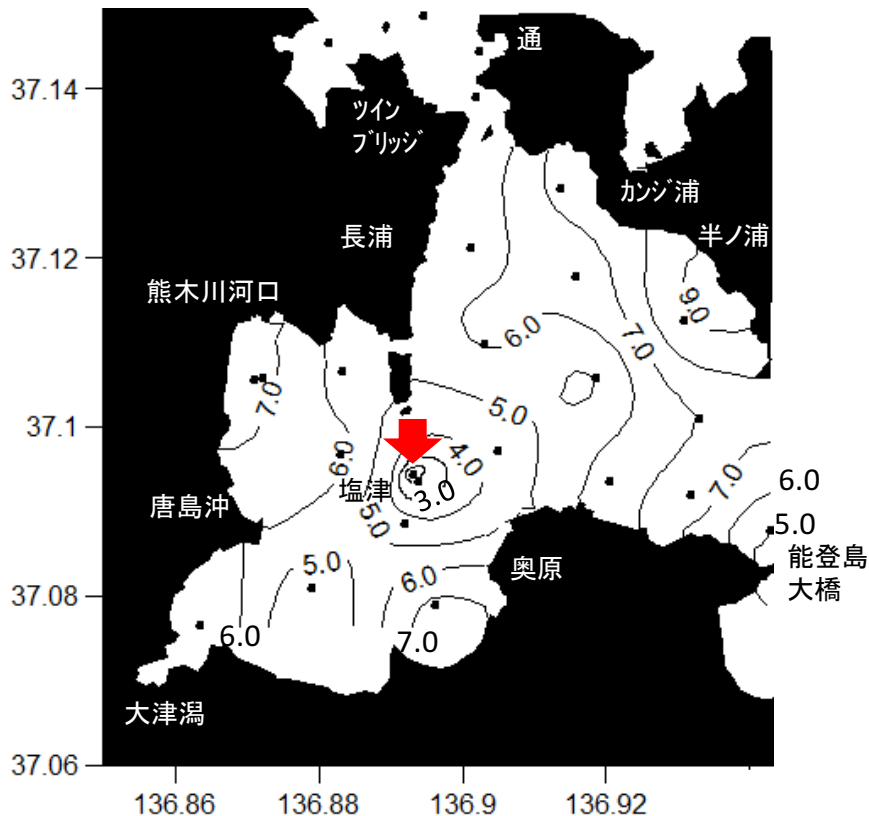 通
37.14
ツイン
ブリッジ
カンジ浦
長浦
半ノ浦
37.12
熊木川河口
9.0
6.0
7.0
7.0
5.0
37.1
4.0
6.0
塩津
3.0
7.0
6.0
唐島沖
5.0
5.0
能登島
大橋
5.0
奥原
6.0
37.08
6.0
7.0
大津潟
37.06
136.86
136.88
136.9
136.92